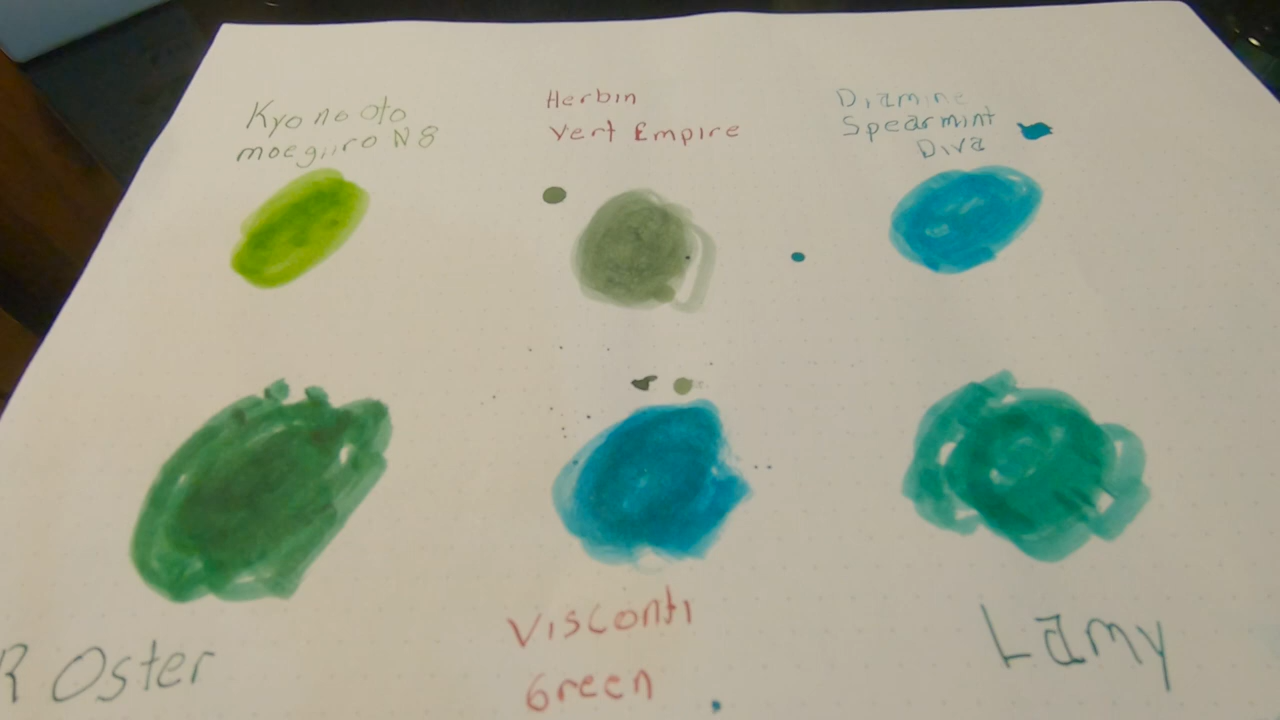 Kyo no oto
moegiiro N8
Herbin
Vert Empire
Diamine
Spearmint
Diva
R Oster
Visconti
Green
Lamy